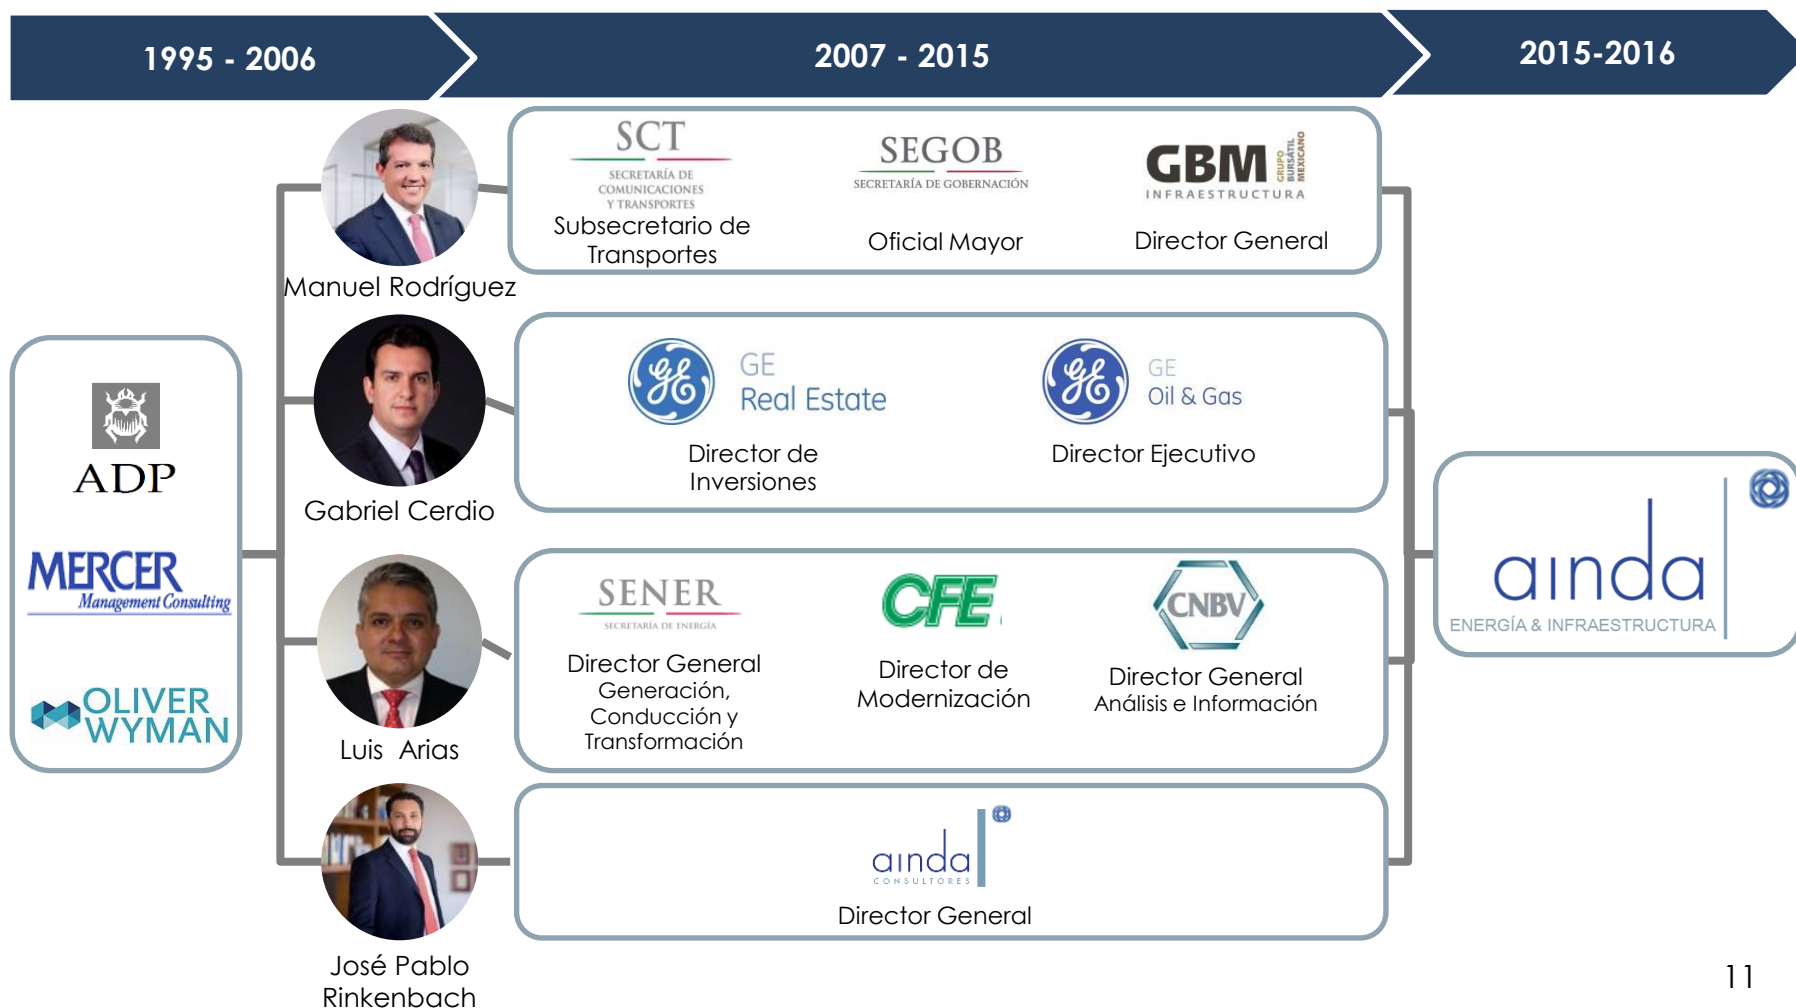 1995 - 2006
2007 - 2015
2015-2016
ADP
MERCER
Management Consulting
OLIVER
WYMAN
Manuel Rodríguez
SCT
SECRETARÍA DE
COMUNICACIONES
Y TRANSPORTES
Subsecretario de
Transportes
SEGOB
SECRETARÍA DE GOBERNACIÓN
Oficial Mayor
GBM
GRUPO
BURSÁTIL
MEXICANO
INFRAESTRUCTURA
Director General
Gabriel Cerdio
GE
GE
Real Estate
Director de
Inversiones
GE
GE
Oil & Gas
Director Ejecutivo
Luis Arias
SENER
SECRETARÍA DE ENERGÍA
Director General
Generación,
Conducción y
Transformación
CFE
Director de
Modernización
CNBV
Director General
Análisis e Información
José Pablo
Rinkenbach
ainda
CONSULTORES
Director General
ainda
ENERGÍA & INFRAESTRUCTURA
11